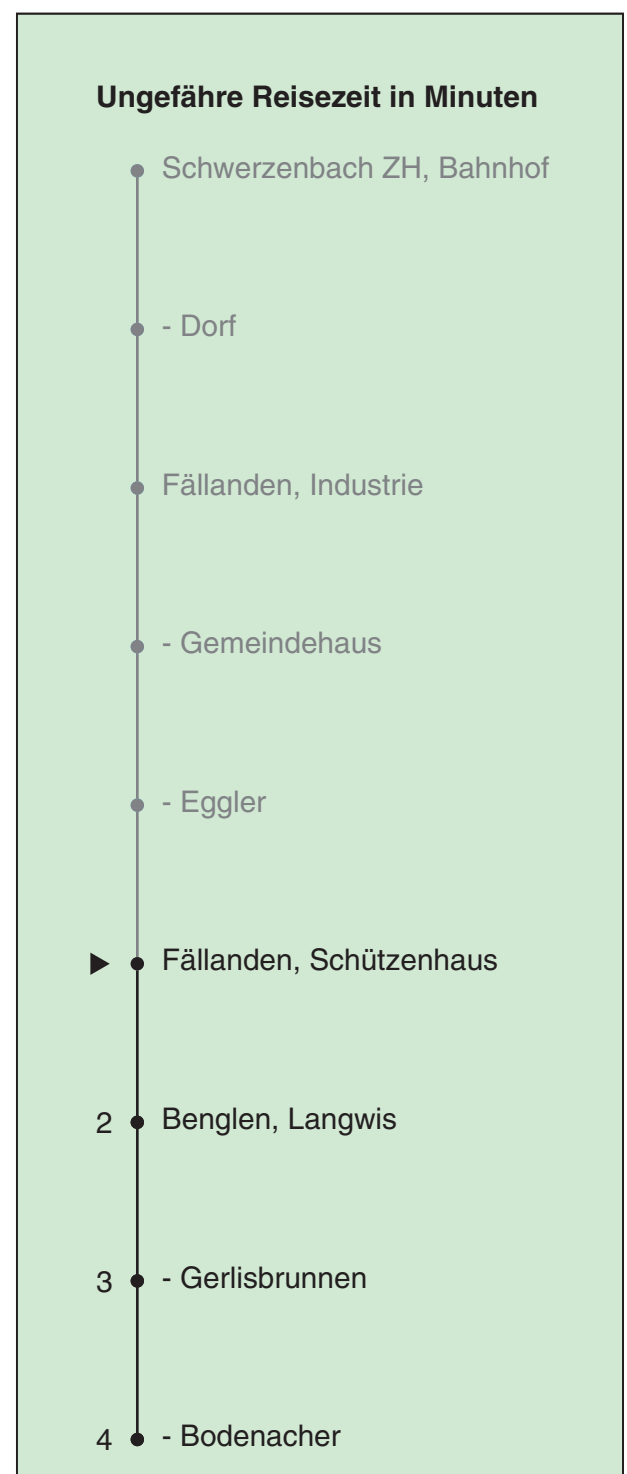 Ungefähre Reisezeit in Minuten
Schwerzenbach ZH, Bahnhof
- Dorf
Fällanden, Industrie
- Gemeindehaus
- Eggler
Fällanden, Schützenhaus
2 Benglen, Langwis
3 - Gerlisbrunnen
4 - Bodenacher